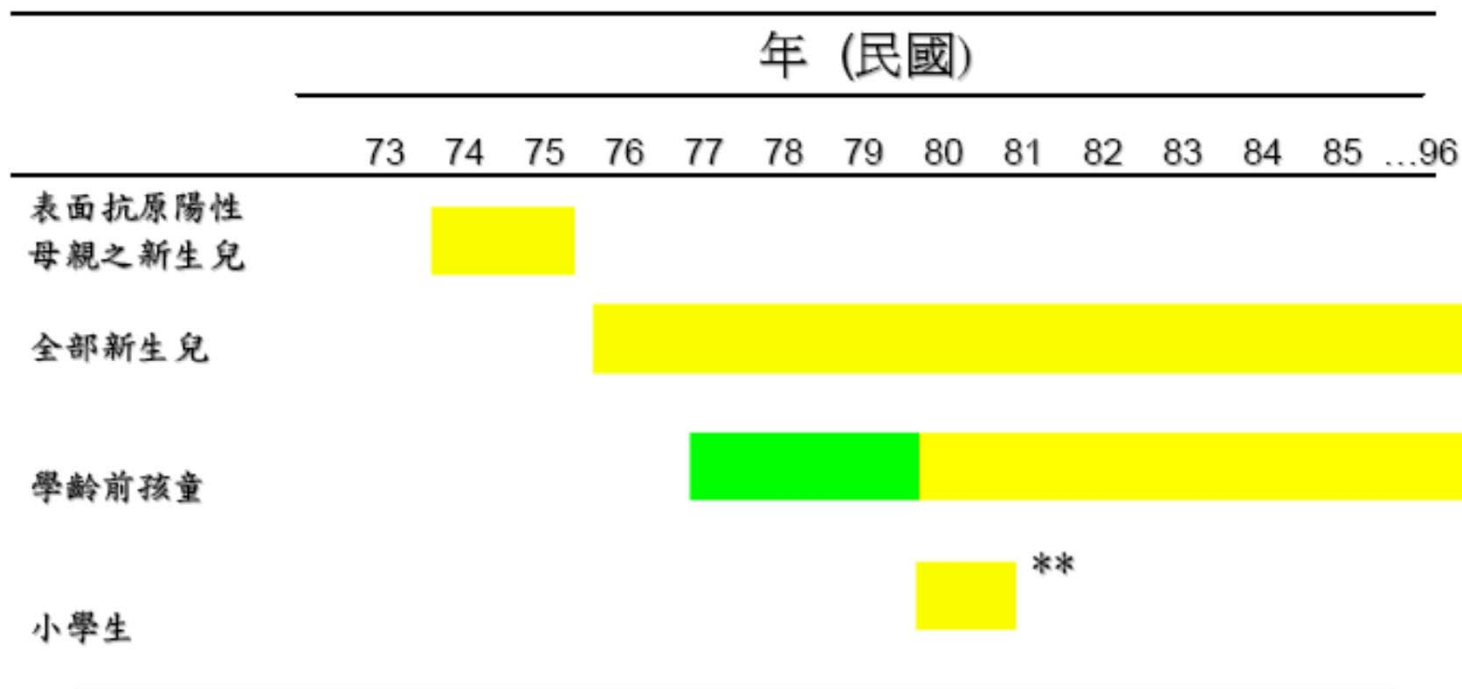 年 (民國)
73 74 75 76 77 78 79 80 81 82 83 84 85 ...96
表面抗原陽性
母親之新生兒
全部新生兒
學齡前孩童
**
小學生